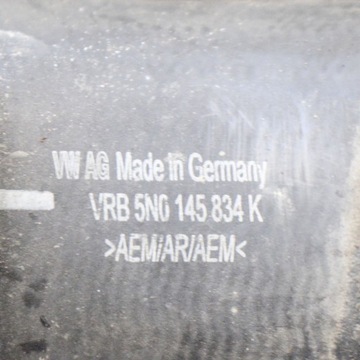 VW AG Made in Germany
VRB 5N0 145 834 K
>AEM/AR/AEM<